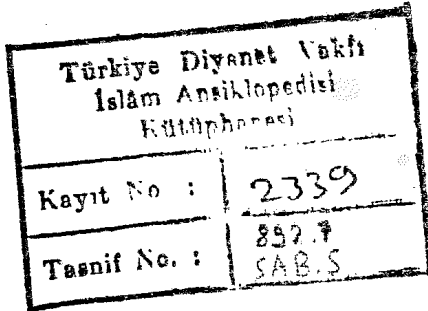 Türkiye Diyanet Vakfı
İslâm Ansiklopedisi
Kütüphanesi
Kayıt No : 2339
Tasnif No. : 892.7
SAB.S